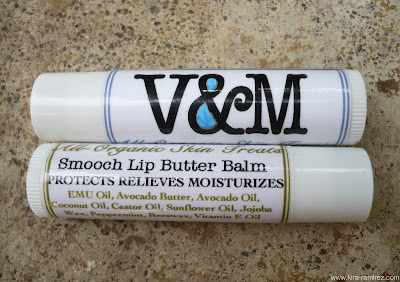 V&M
All-Organic Skin Treats
Smooch Lip Butter Balm
PROTECTS RELIEVES MOISTURIZES
EMU Oil, Avocado Butter, Avocado Oil,
Coconut Oil, Castor Oil, Sunflower Oil, Jojoba
Wax, Peppermint, Beeswax, Vitamin E Oil
www.kira-ramirez.com